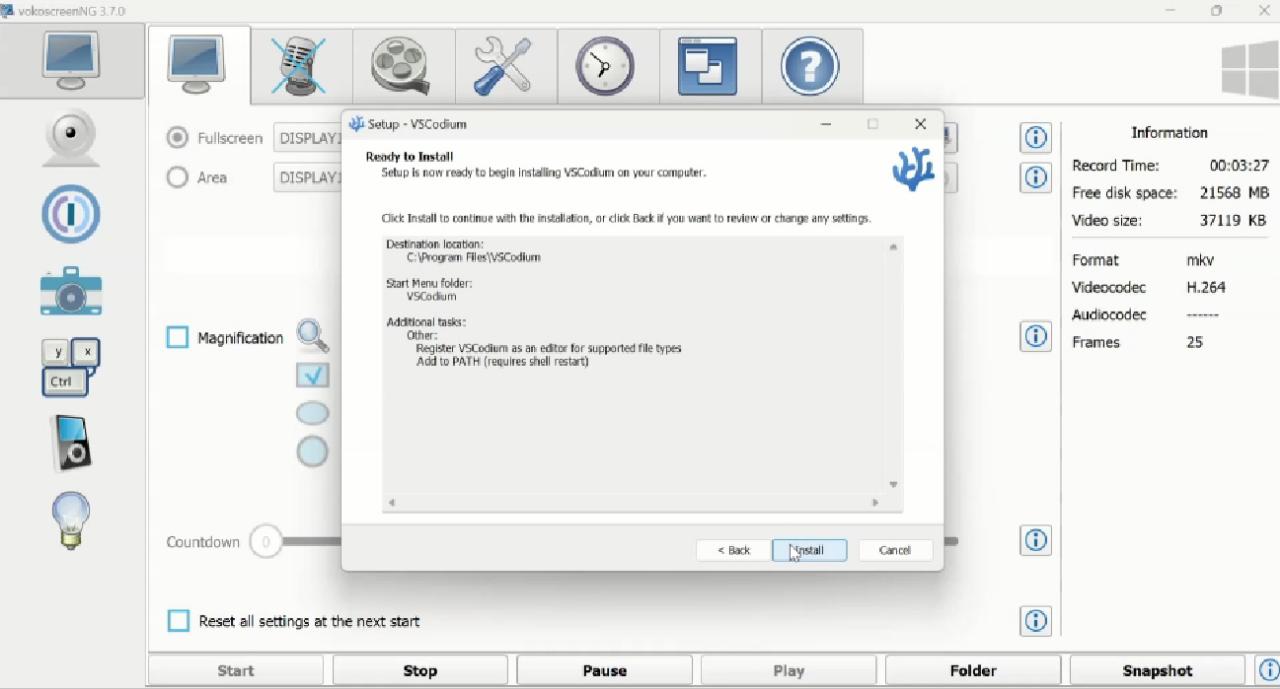 vokoscreenNG 3.7.0
Fullscreen
DISPLAY1
Area
DISPLAY1
Magnification
Countdown
0
Reset all settings at the next start
y
x
Ctrl
Setup - VSCodium
Ready to Install
Setup is now ready to begin installing VSCodium on your computer.
Click Install to continue with the installation, or click Back if you want to review or change any settings.
Destination location:
C:\Program Files\VSCodium
Start Menu folder:
VSCodium
Additional tasks:
Other:
Register VSCodium as an editor for supported file types
Add to PATH (requires shell restart)
< Back
Install
Cancel
Information
Record Time: 00:03:27
Free disk space: 21568 MB
Video size: 37119 KB
Format mkv
Videocodec H.264
Audiocodec ------
Frames 25
Start
Stop
Pause
Play
Folder
Snapshot